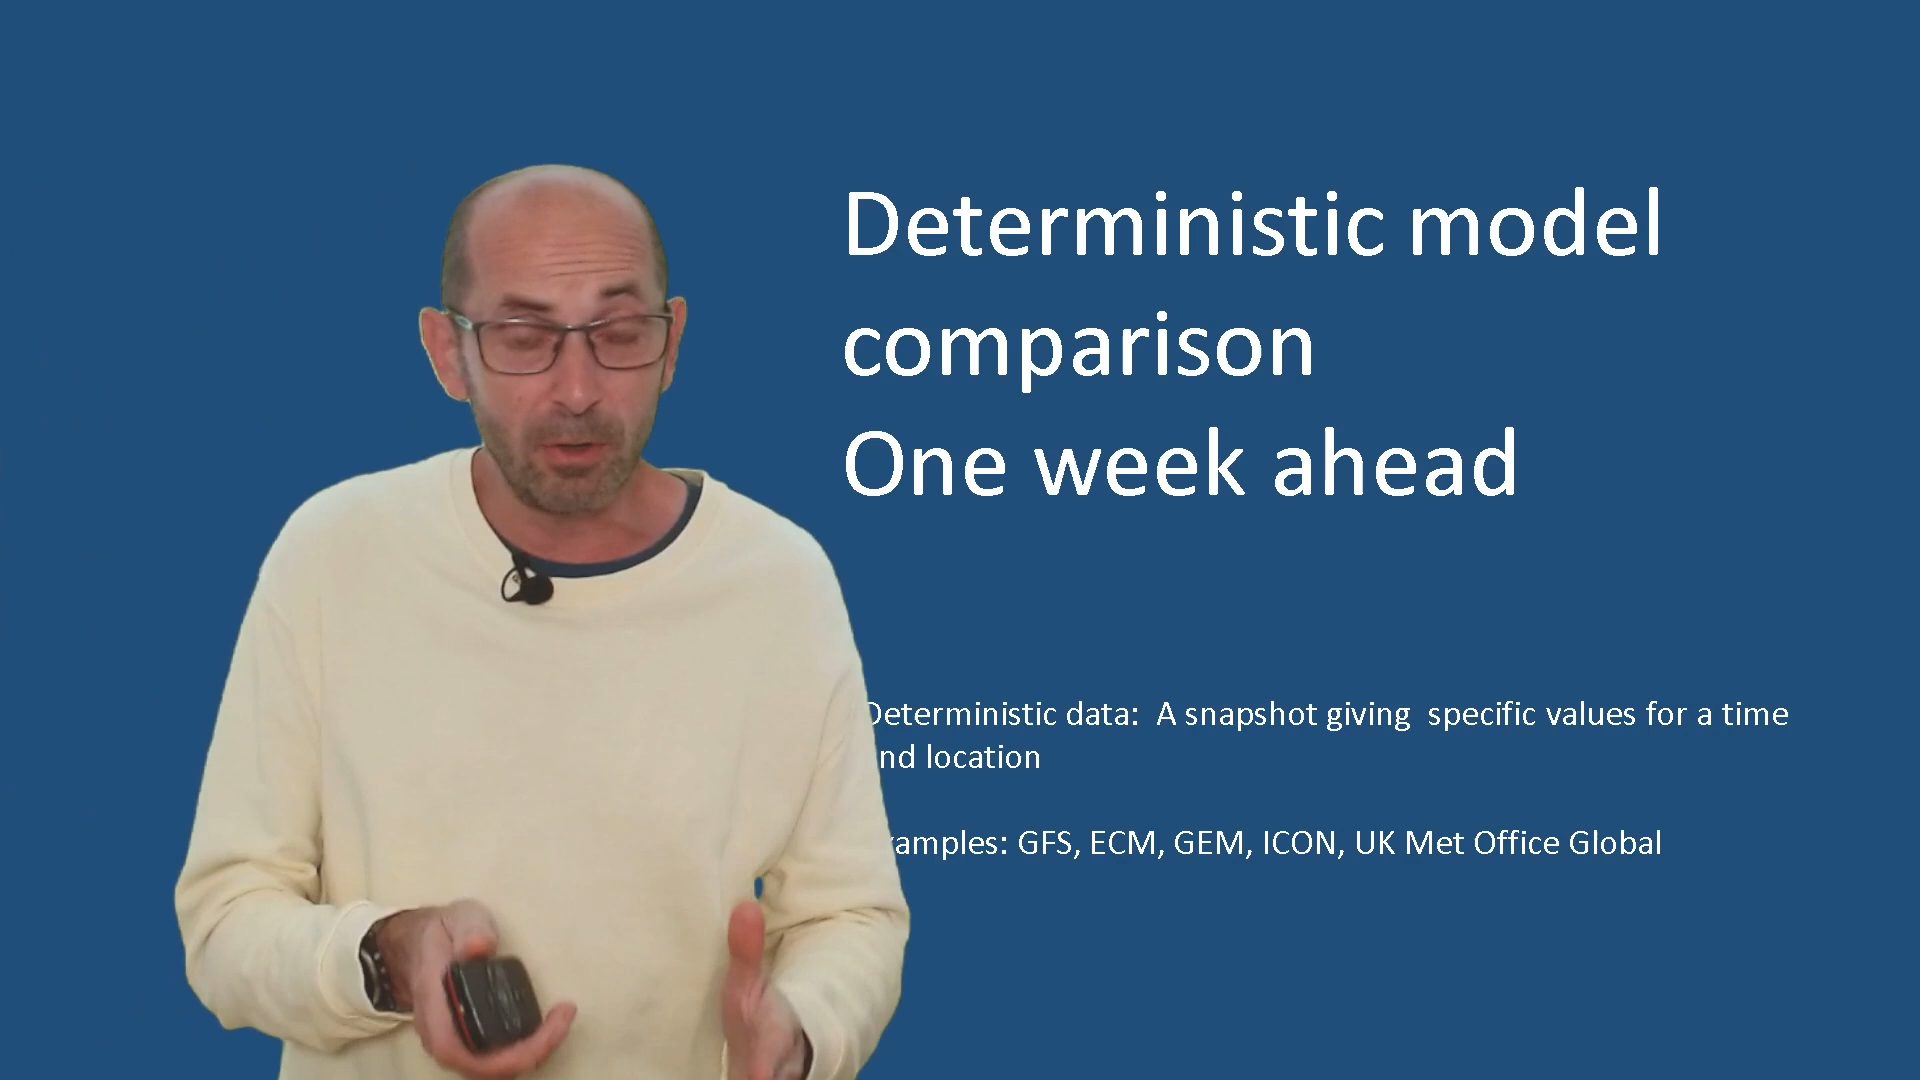 Deterministic model
comparison
One week ahead
Deterministic data:  A snapshot giving  specific values for a time
nd location
xamples: GFS, ECM, GEM, ICON, UK Met Office Global